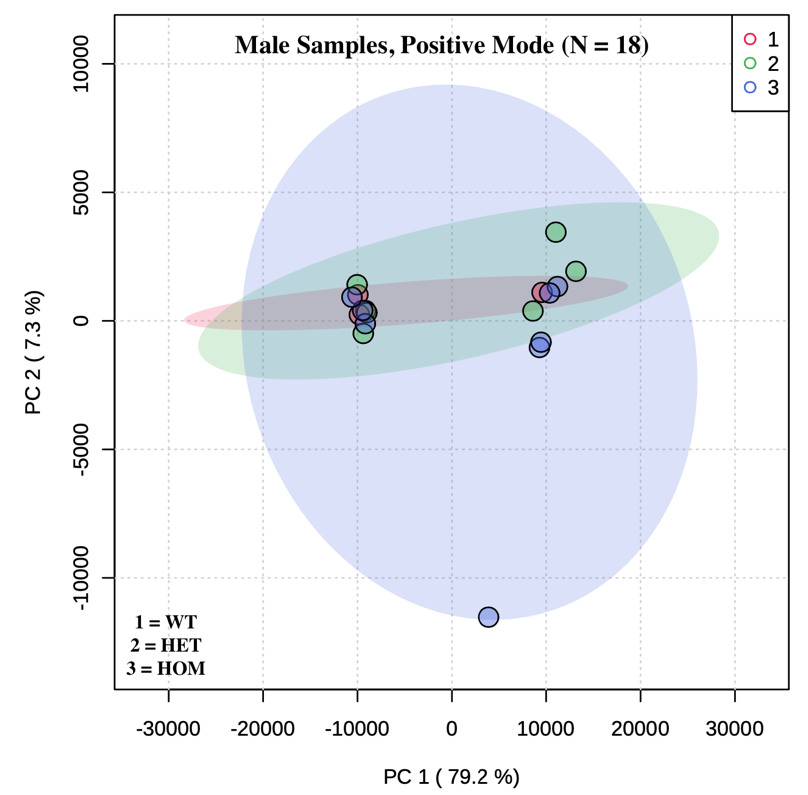 Male Samples, Positive Mode (N = 18)
1
2
3
10000
5000
0
-5000
-10000
PC 2 ( 7.3 %)
1 = WT
2 = HET
3 = HOM
-30000 -20000 -10000 0 10000 20000 30000
PC 1 ( 79.2 %)